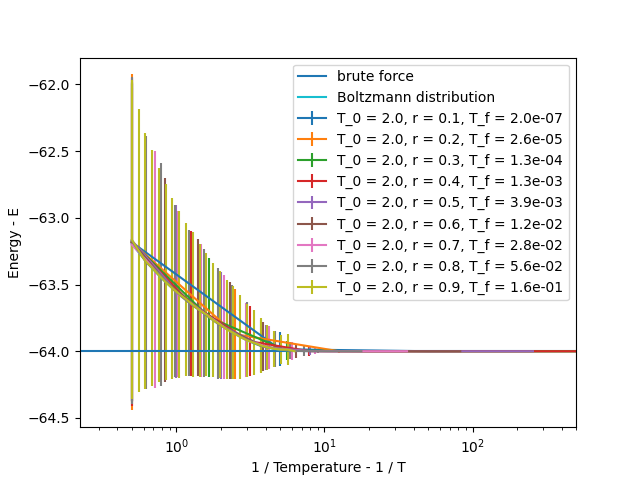 brute force
Boltzmann distribution
T_0 = 2.0, r = 0.1, T_f = 2.0e-07
T_0 = 2.0, r = 0.2, T_f = 2.6e-05
T_0 = 2.0, r = 0.3, T_f = 1.3e-04
T_0 = 2.0, r = 0.4, T_f = 1.3e-03
T_0 = 2.0, r = 0.5, T_f = 3.9e-03
T_0 = 2.0, r = 0.6, T_f = 1.2e-02
T_0 = 2.0, r = 0.7, T_f = 2.8e-02
T_0 = 2.0, r = 0.8, T_f = 5.6e-02
T_0 = 2.0, r = 0.9, T_f = 1.6e-01
Energy - E
−62.0
−62.5
−63.0
−63.5
−64.0
−64.5
10⁰ 10¹ 10²
1 / Temperature - 1 / T